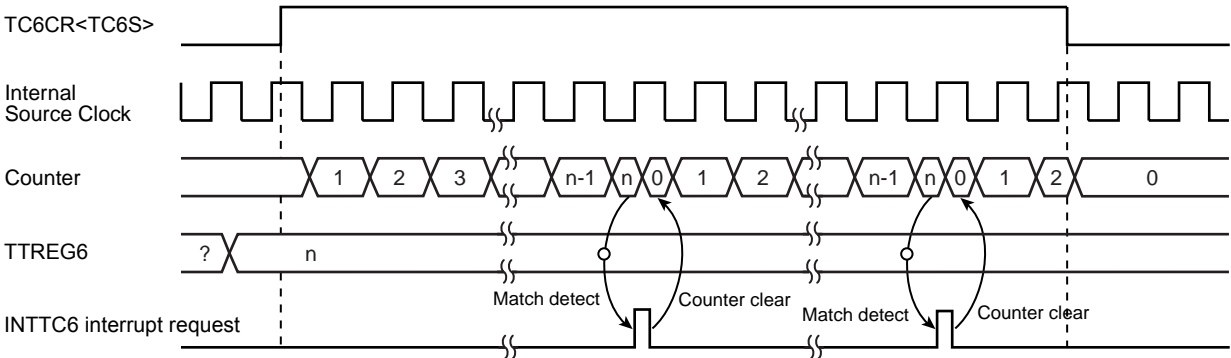 TC6CR<TC6S>
Internal
Source Clock
Counter
1 2 3 n-1 n 0 1 2 n-1 n 0 1 2 0
TTREG6
? n
Match detect Counter clear Match detect Counter clear
INTTC6 interrupt request